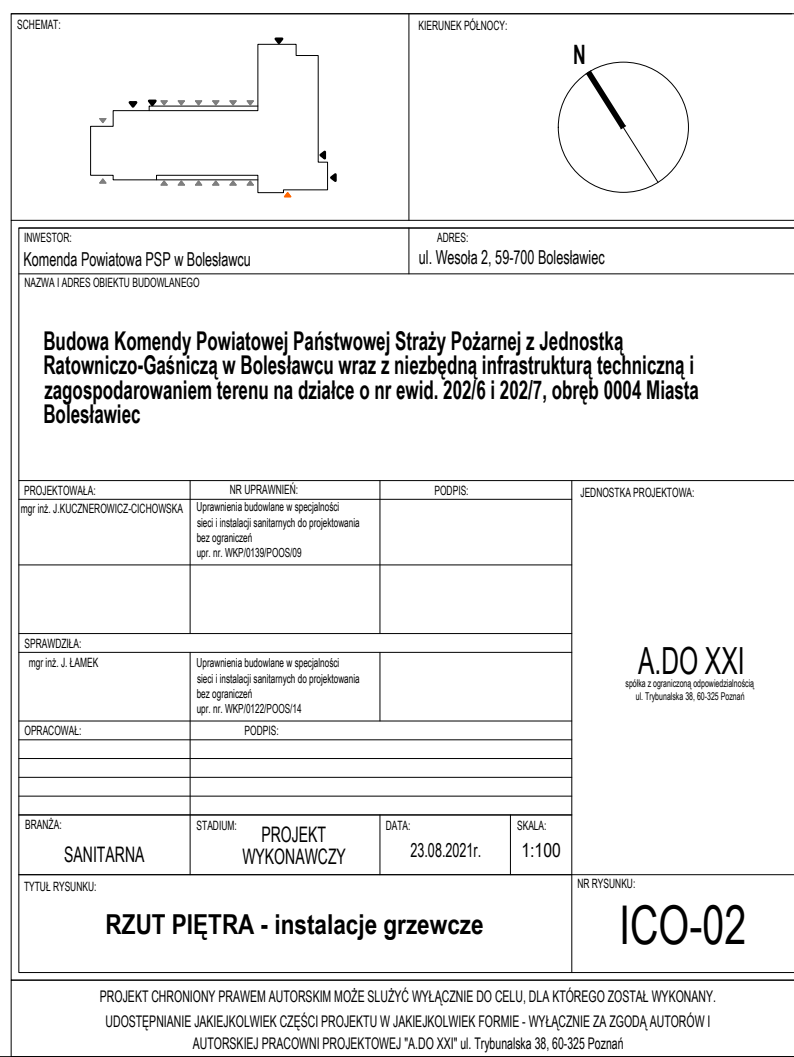 SCHEMAT:
KIERUNEK PÓŁNOCY:
N
INWESTOR:
Komenda Powiatowa PSP w Bolesławcu
ADRES:
ul. Wesoła 2, 59-700 Bolesławiec
NAZWA I ADRES OBIEKTU BUDOWLANEGO
Budowa Komendy Powiatowej Państwowej Straży Pożarnej z Jednostką
Ratowniczo-Gaśniczą w Bolesławcu wraz z niezbędną infrastrukturą techniczną i
zagospodarowaniem terenu na działce o nr ewid. 202/6 i 202/7, obręb 0004 Miasta
Bolesławiec
PROJEKTOWAŁA:
NR UPRAWNIEŃ:
PODPIS:
JEDNOSTKA PROJEKTOWA:
mgr inż. J.KUCZNEROWICZ-CICHOWSKA
Uprawnienia budowlane w specjalności
sieci i instalacji sanitarnych do projektowania
bez ograniczeń
upr. nr. WKP/0139/POOS/09
SPRAWDZIŁA:
mgr inż. J. ŁAMEK
Uprawnienia budowlane w specjalności
sieci i instalacji sanitarnych do projektowania
bez ograniczeń
upr. nr. WKP/0122/POOS/14
A.DO XXI
spółka z ograniczoną odpowiedzialnością
ul. Trybunalska 38, 60-325 Poznań
OPRACOWAŁ:
PODPIS:
BRANŻA:
SANITARNA
STADIUM:
PROJEKT
WYKONAWCZY
DATA:
23.08.2021r.
SKALA:
1:100
TYTUŁ RYSUNKU:
RZUT PIĘTRA - instalacje grzewcze
NR RYSUNKU:
ICO-02
PROJEKT CHRONIONY PRAWEM AUTORSKIM MOŻE SŁUŻYĆ WYŁĄCZNIE DO CELU, DLA KTÓREGO ZOSTAŁ WYKONANY.
UDOSTĘPNIANIE JAKIEJKOLWIEK CZĘŚCI PROJEKTU W JAKIEJKOLWIEK FORMIE - WYŁĄCZNIE ZA ZGODĄ AUTORÓW I
AUTORSKIEJ PRACOWNI PROJEKTOWEJ "A.DO XXI" ul. Trybunalska 38, 60-325 Poznań